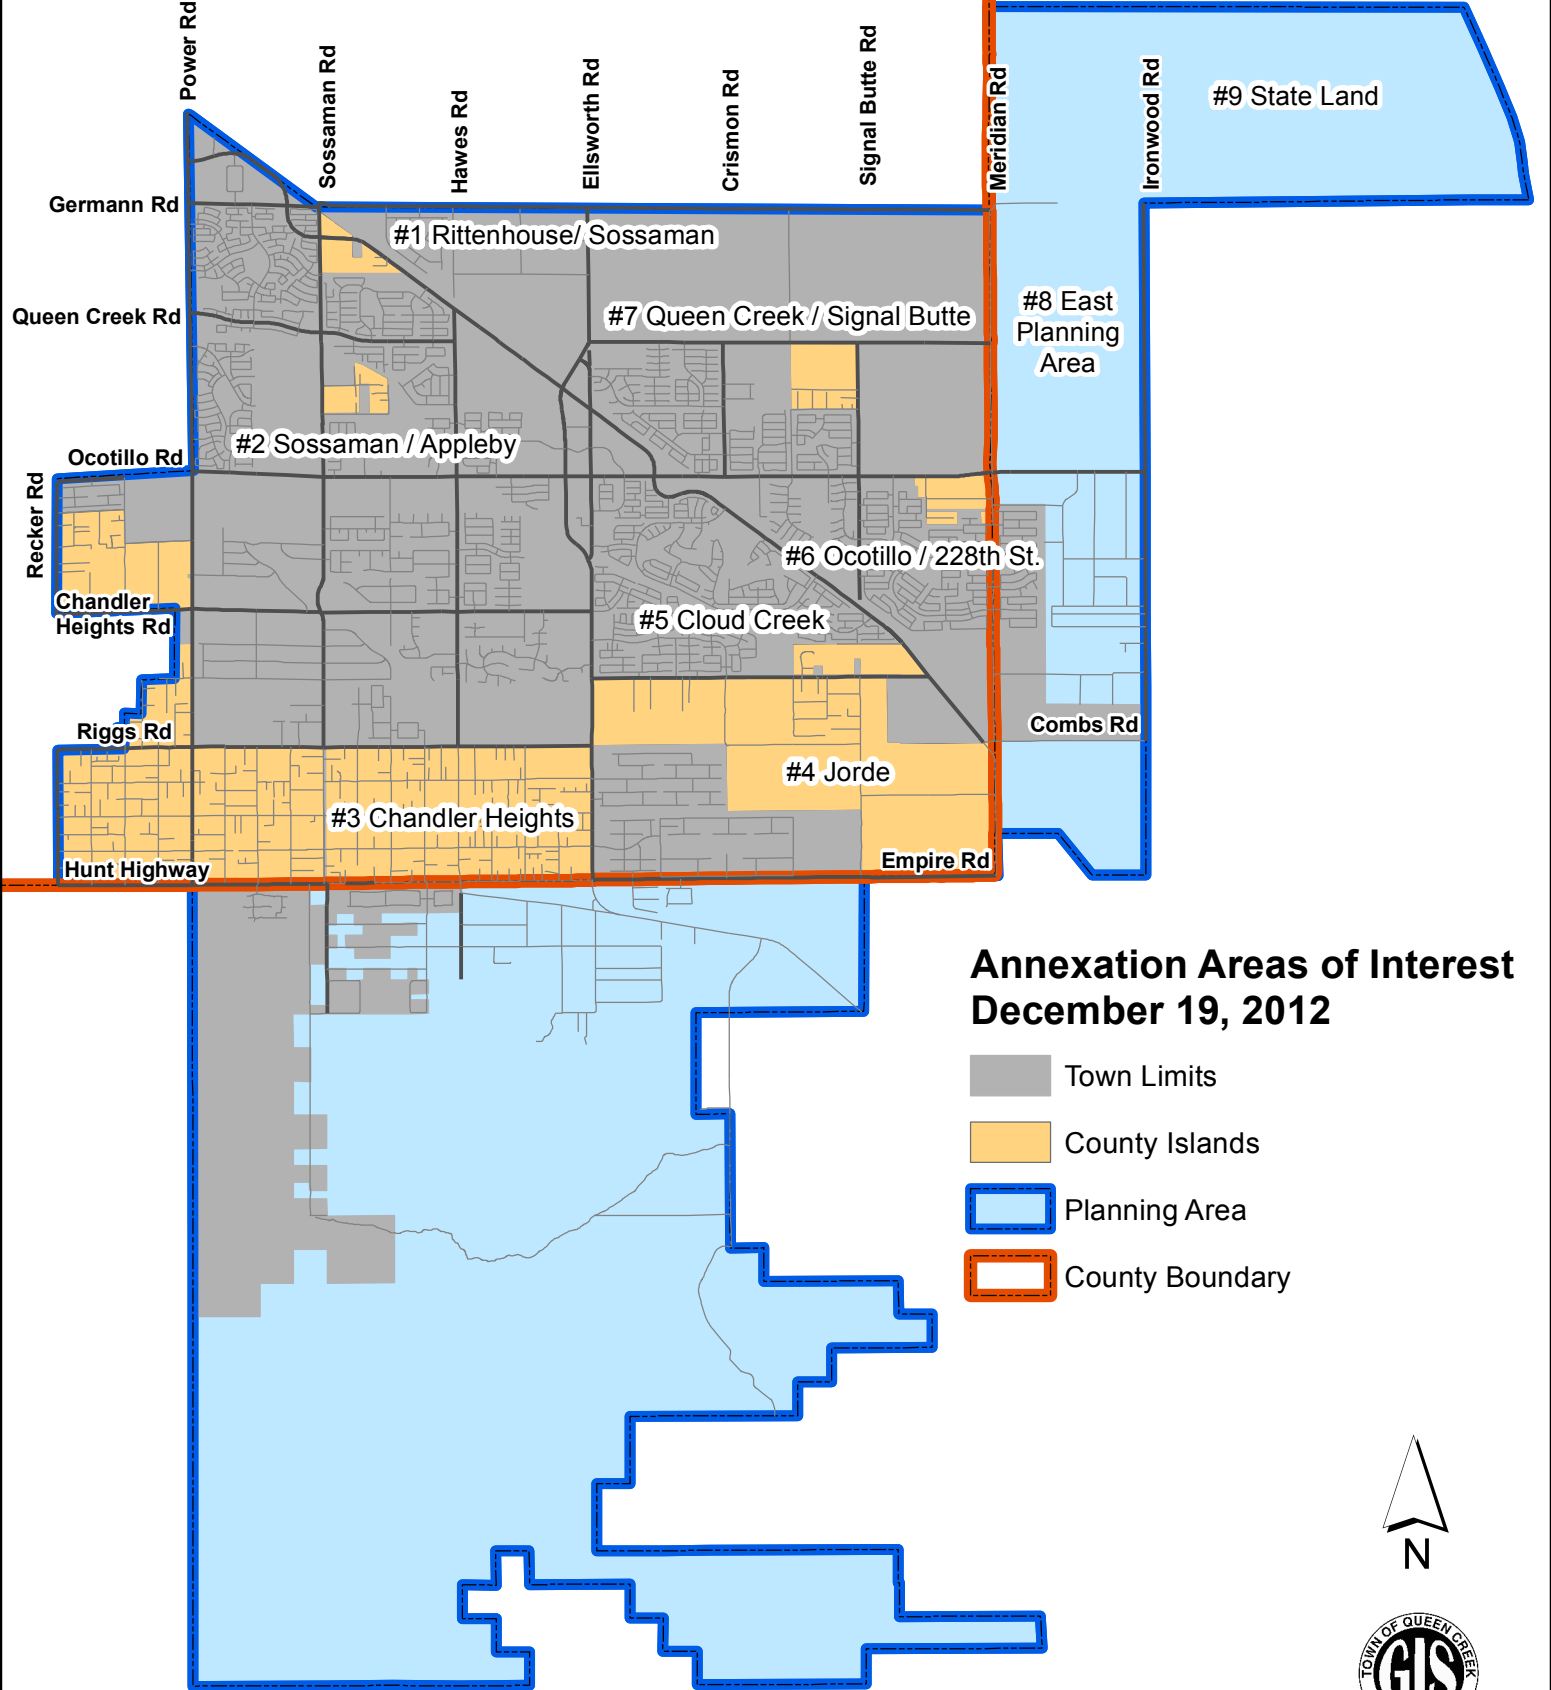 Power Rd
Sossaman Rd
Hawes Rd
Ellsworth Rd
Crismon Rd
Signal Butte Rd
Meridian Rd
Ironwood Rd
#9 State Land
Germann Rd
#1 Rittenhouse/ Sossaman
Queen Creek Rd
#7 Queen Creek / Signal Butte
#8 East
Planning
Area
#2 Sossaman / Appleby
Ocotillo Rd
Recker Rd
#6 Ocotillo / 228th St.
Chandler
Heights Rd
#5 Cloud Creek
Riggs Rd
Combs Rd
#4 Jorde
#3 Chandler Heights
Hunt Highway
Empire Rd
Annexation Areas of Interest
December 19, 2012
Town Limits
County Islands
Planning Area
County Boundary
N
TOWN OF QUEEN CREEK
GIS